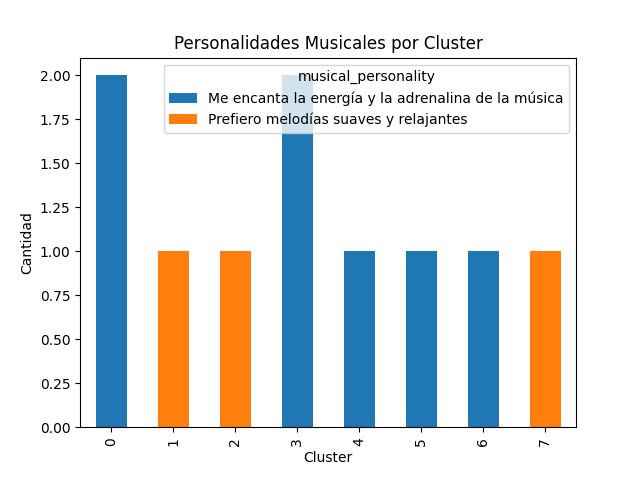 Personalidades Musicales por Cluster
musical_personality
Me encanta la energía y la adrenalina de la música
Prefiero melodías suaves y relajantes
Cantidad
2.00
1.75
1.50
1.25
1.00
0.75
0.50
0.25
0.00
0 1 2 3 4 5 6 7
Cluster